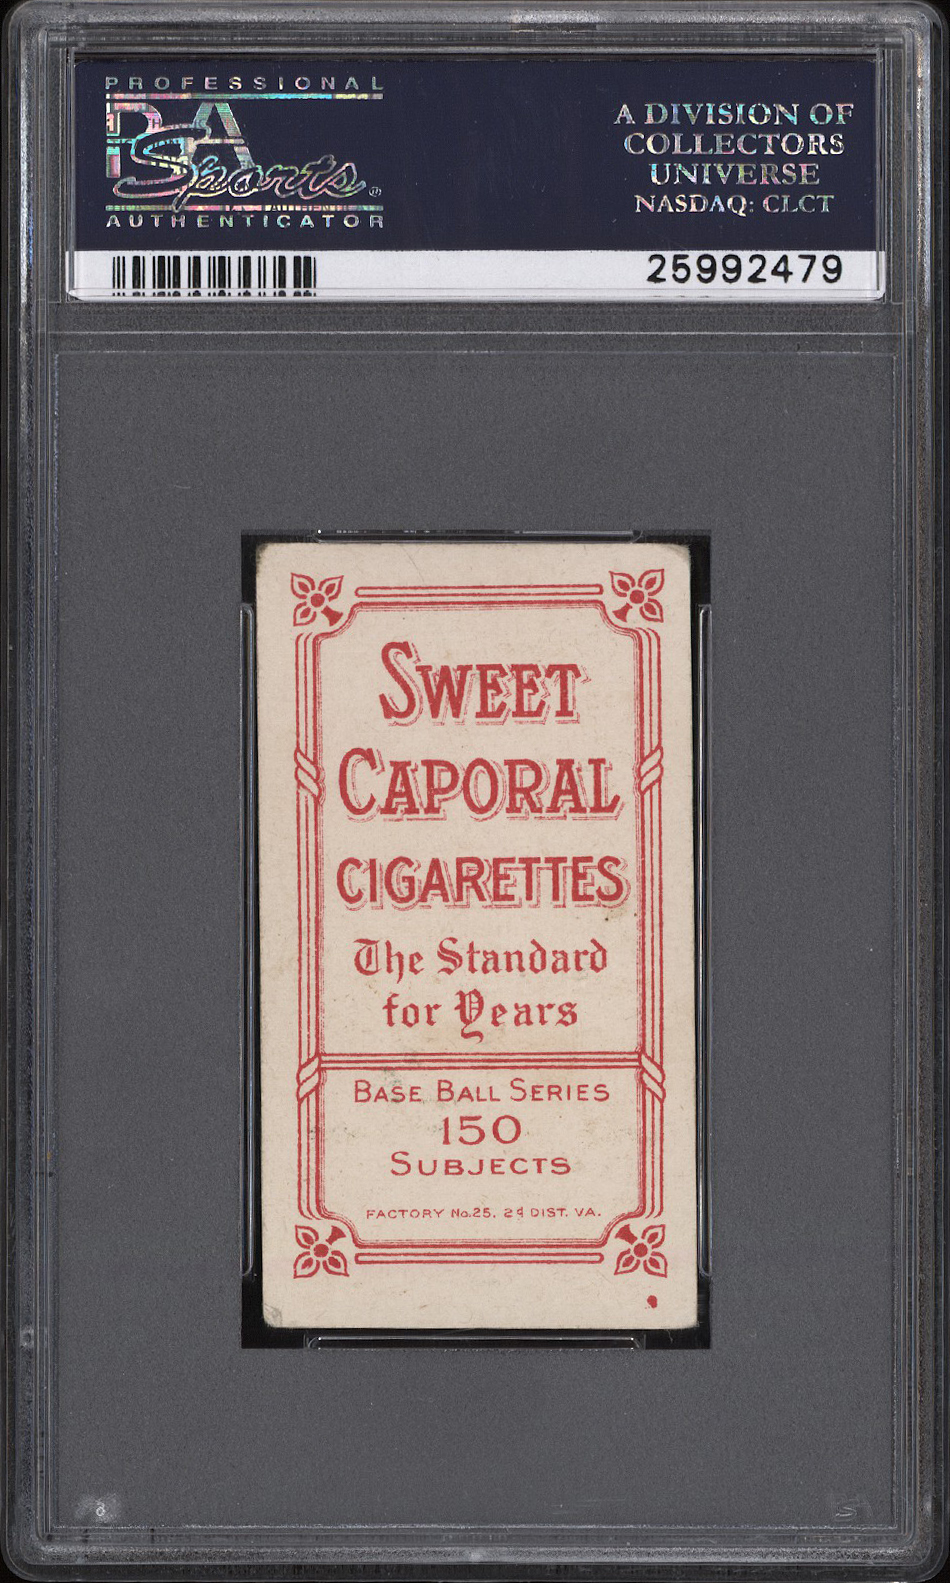 PROFESSIONAL
PSA
Sports
AUTHENTICATOR
A DIVISION OF
COLLECTORS
UNIVERSE
NASDAQ: CLCT
25992479
SWEET
CAPORAL
CIGARETTES
The Standard
for Years
BASE BALL SERIES
150
SUBJECTS
FACTORY No. 25, 2d DIST. VA.